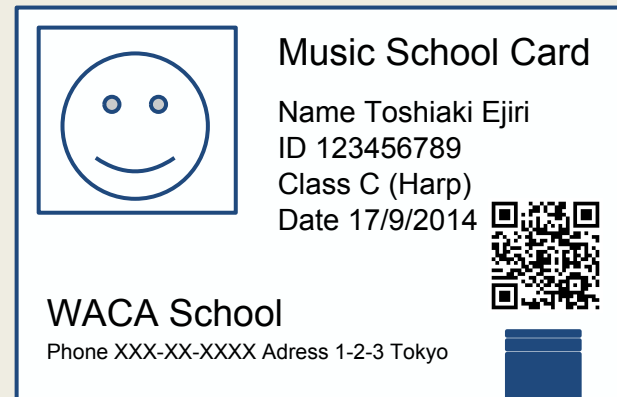 Music School Card
Name Toshiaki Ejiri
ID 123456789
Class C (Harp)
Date 17/9/2014
WACA School
Phone XXX-XX-XXXX Adress 1-2-3 Tokyo